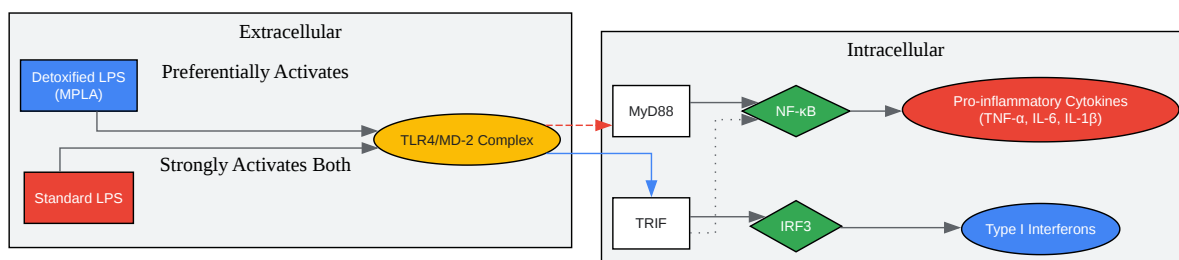 Extracellular
Detoxified LPS
(MPLA)
Preferentially Activates
TLR4/MD-2 Complex
Strongly Activates Both
Standard LPS
Intracellular
MyD88
NF-κB
Pro-inflammatory Cytokines
(TNF-α, IL-6, IL-1β)
TRIF
IRF3
Type I Interferons